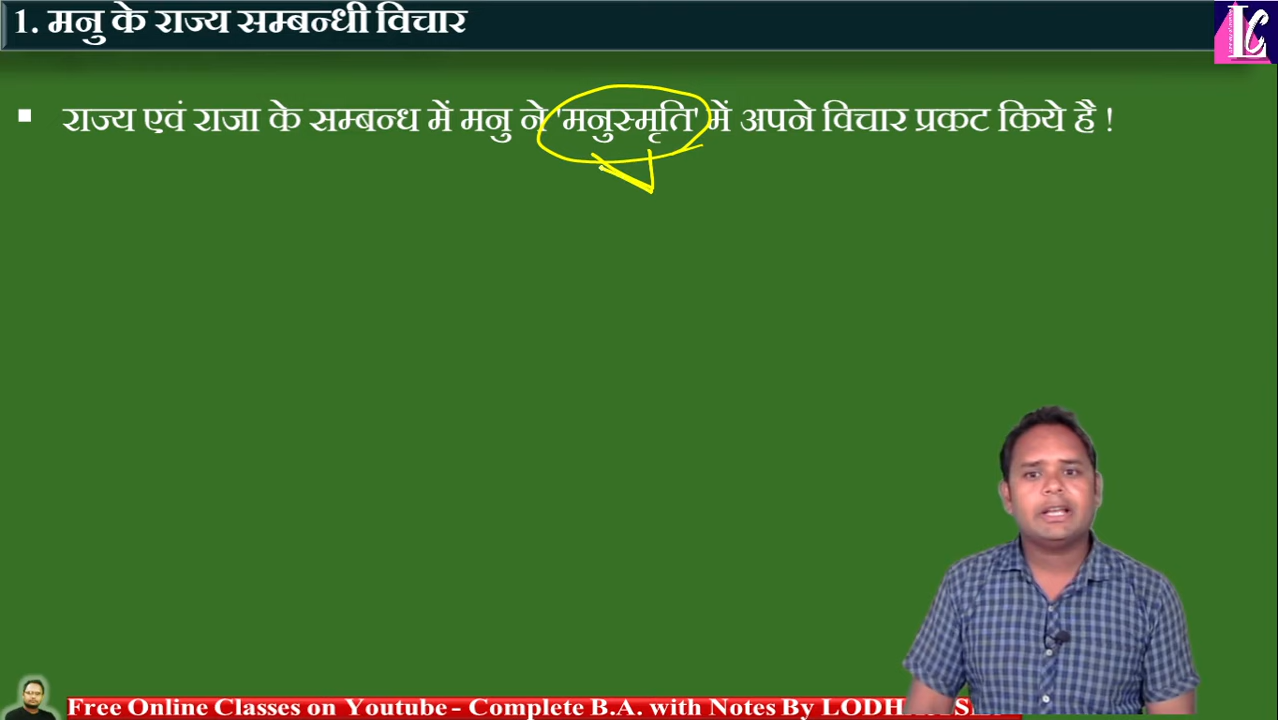 1. मनु के राज्य सम्बन्धी विचार
LC
▪ राज्य एवं राजा के सम्बन्ध में मनु ने 'मनुस्मृति' में अपने विचार प्रकट किये है !
Free Online Classes on Youtube - Complete B.A. with Notes By